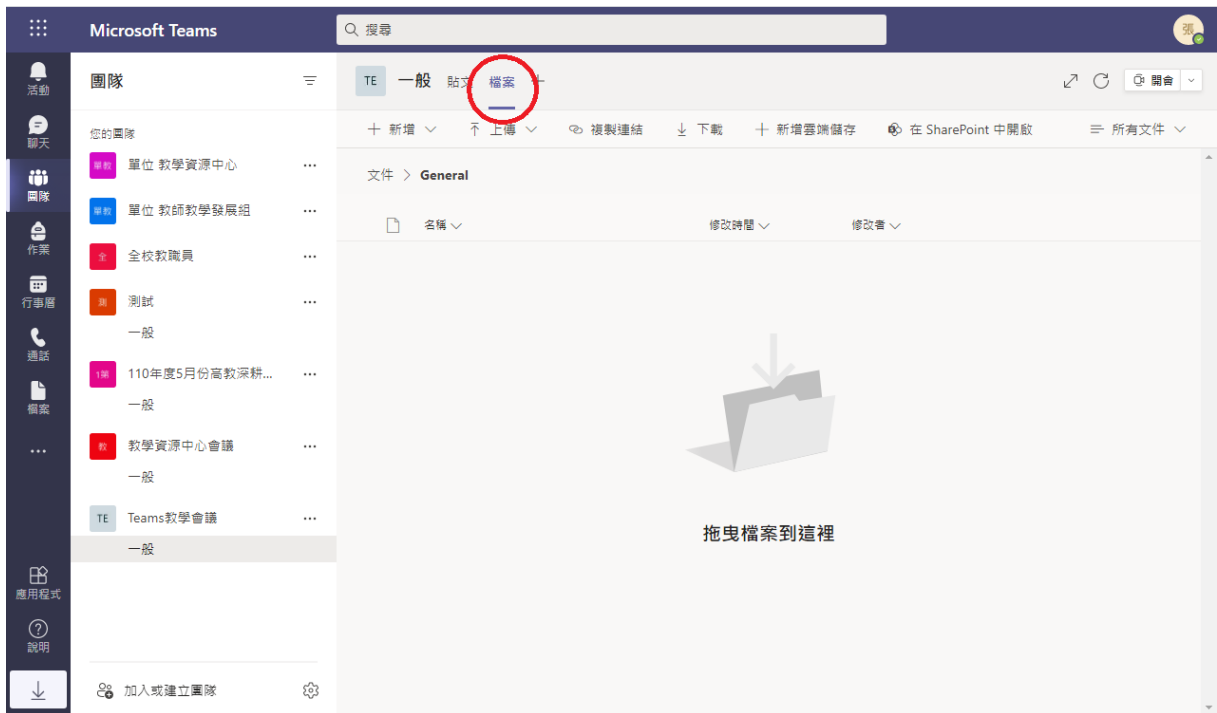 Microsoft Teams
搜尋
張
活動
聊天
團隊
作業
行事曆
通話
檔案
應用程式
說明
團隊
您的團隊
單教 單位 教學資源中心
單教 單位 教師教學發展組
全 全校教職員
測 測試
一般
1第 110年度5月份高教深耕...
一般
教 教學資源中心會議
一般
TE Teams教學會議
一般
加入或建立團隊
TE 一般 貼文 檔案 +
開會
+ 新增 上傳 複製連結 下載 + 新增雲端儲存 在 SharePoint 中開啟 所有文件
文件 > General
名稱 修改時間 修改者
拖曳檔案到這裡